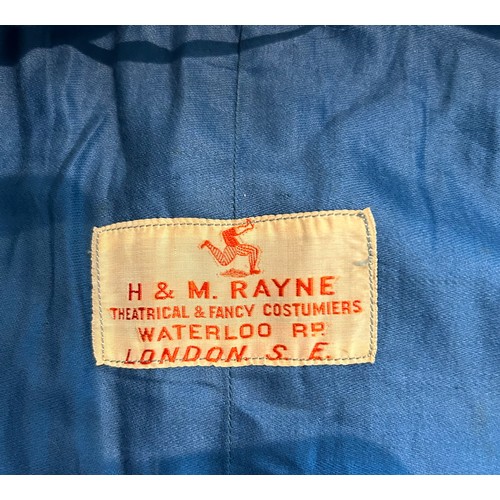 H & M. RAYNE
THEATRICAL & FANCY COSTUMIERS
WATERLOO RD.
LONDON. S. E.